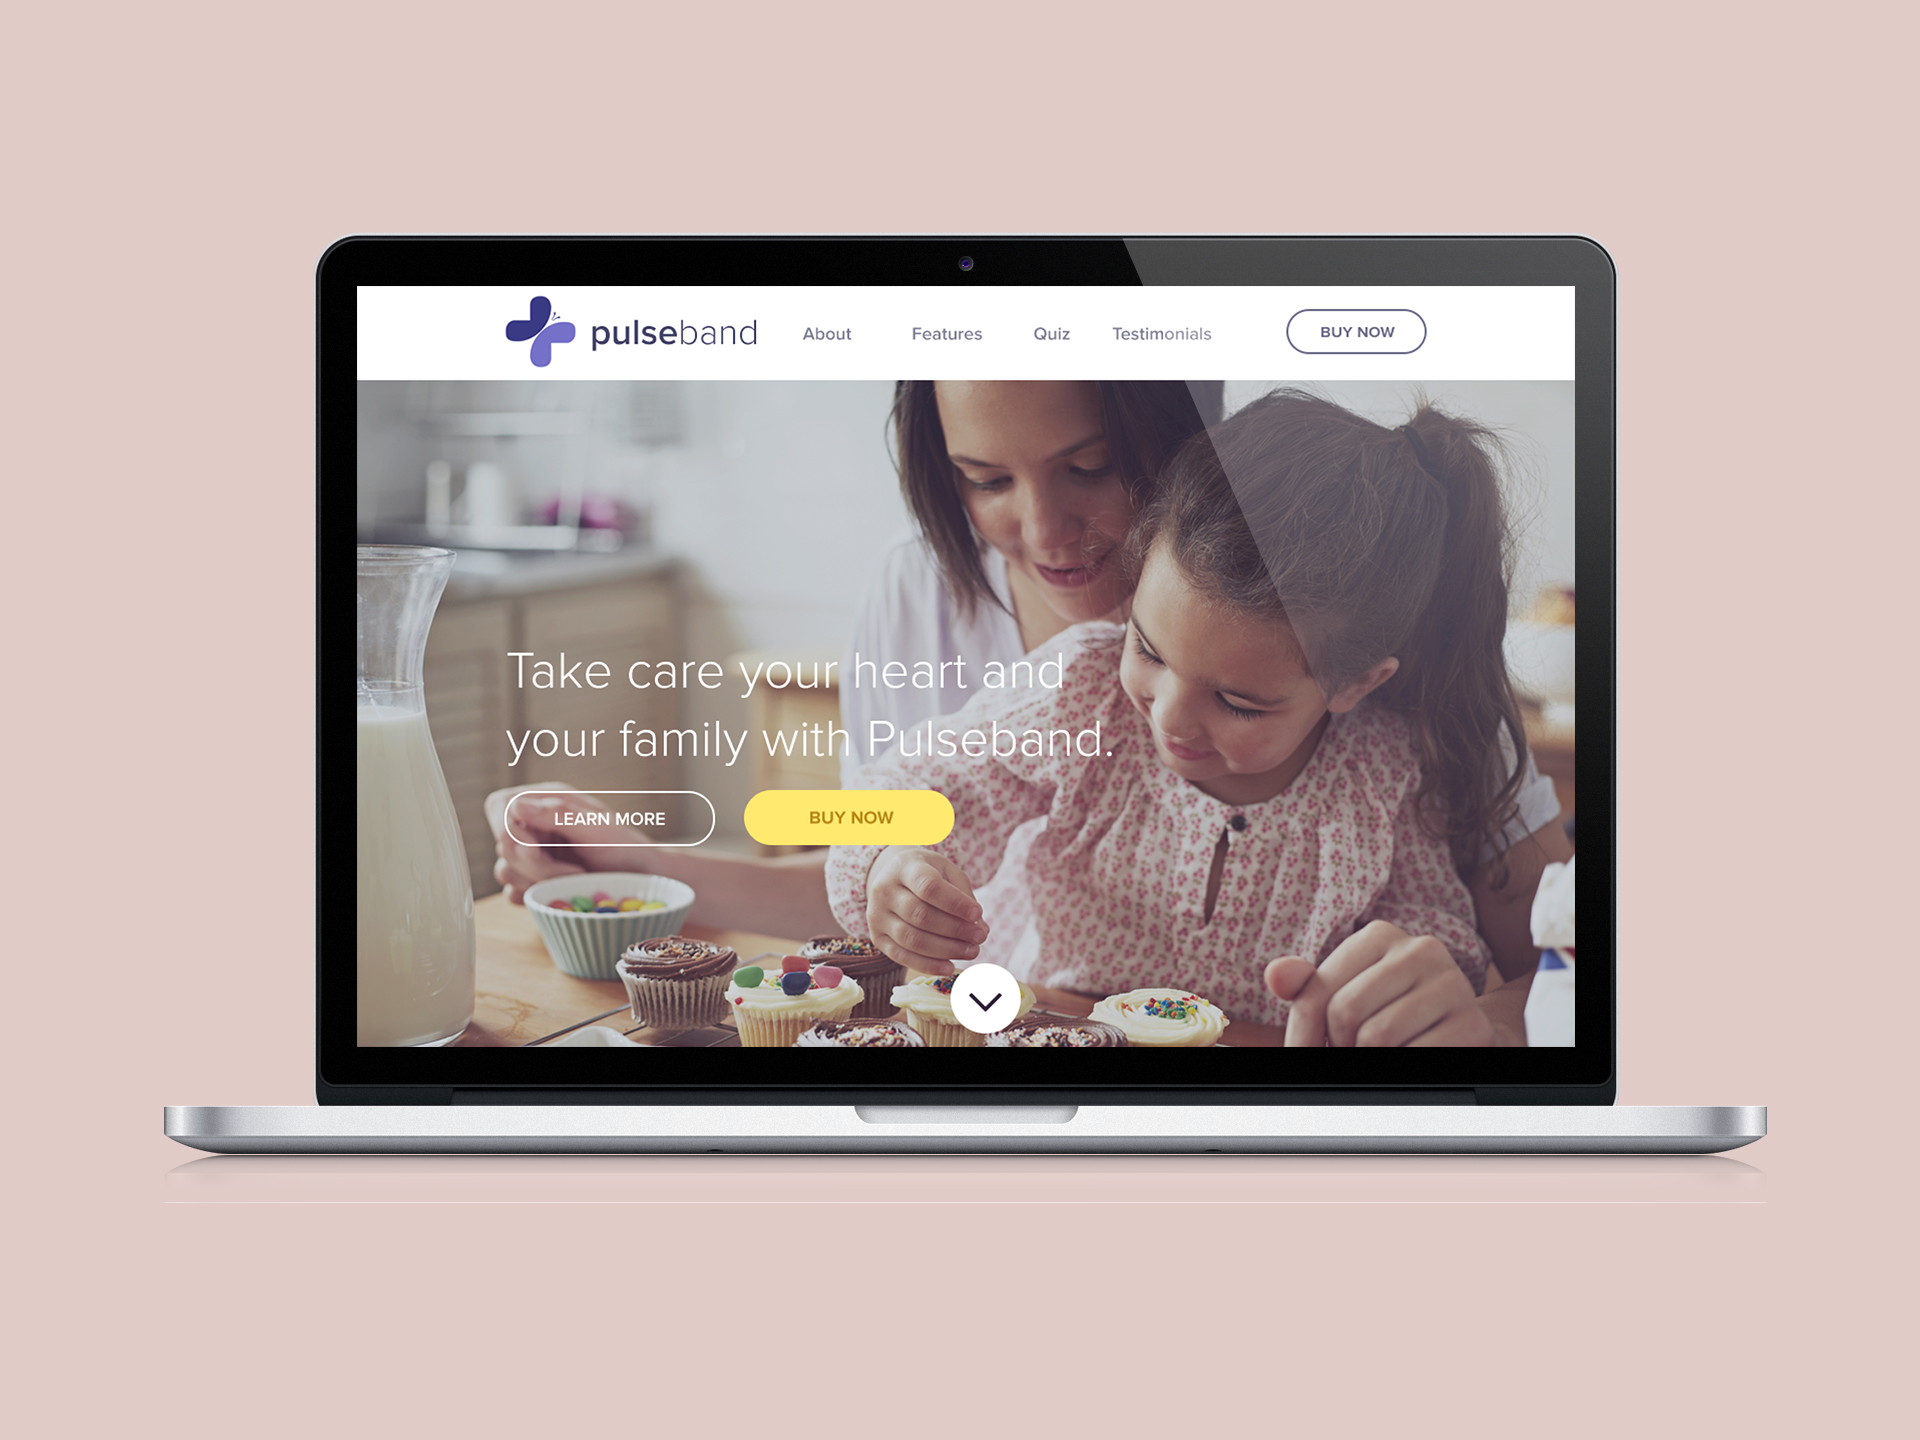 pulseband
About
Features
Quiz
Testimonials
BUY NOW
Take care your heart and
your family with Pulseband.
LEARN MORE
BUY NOW